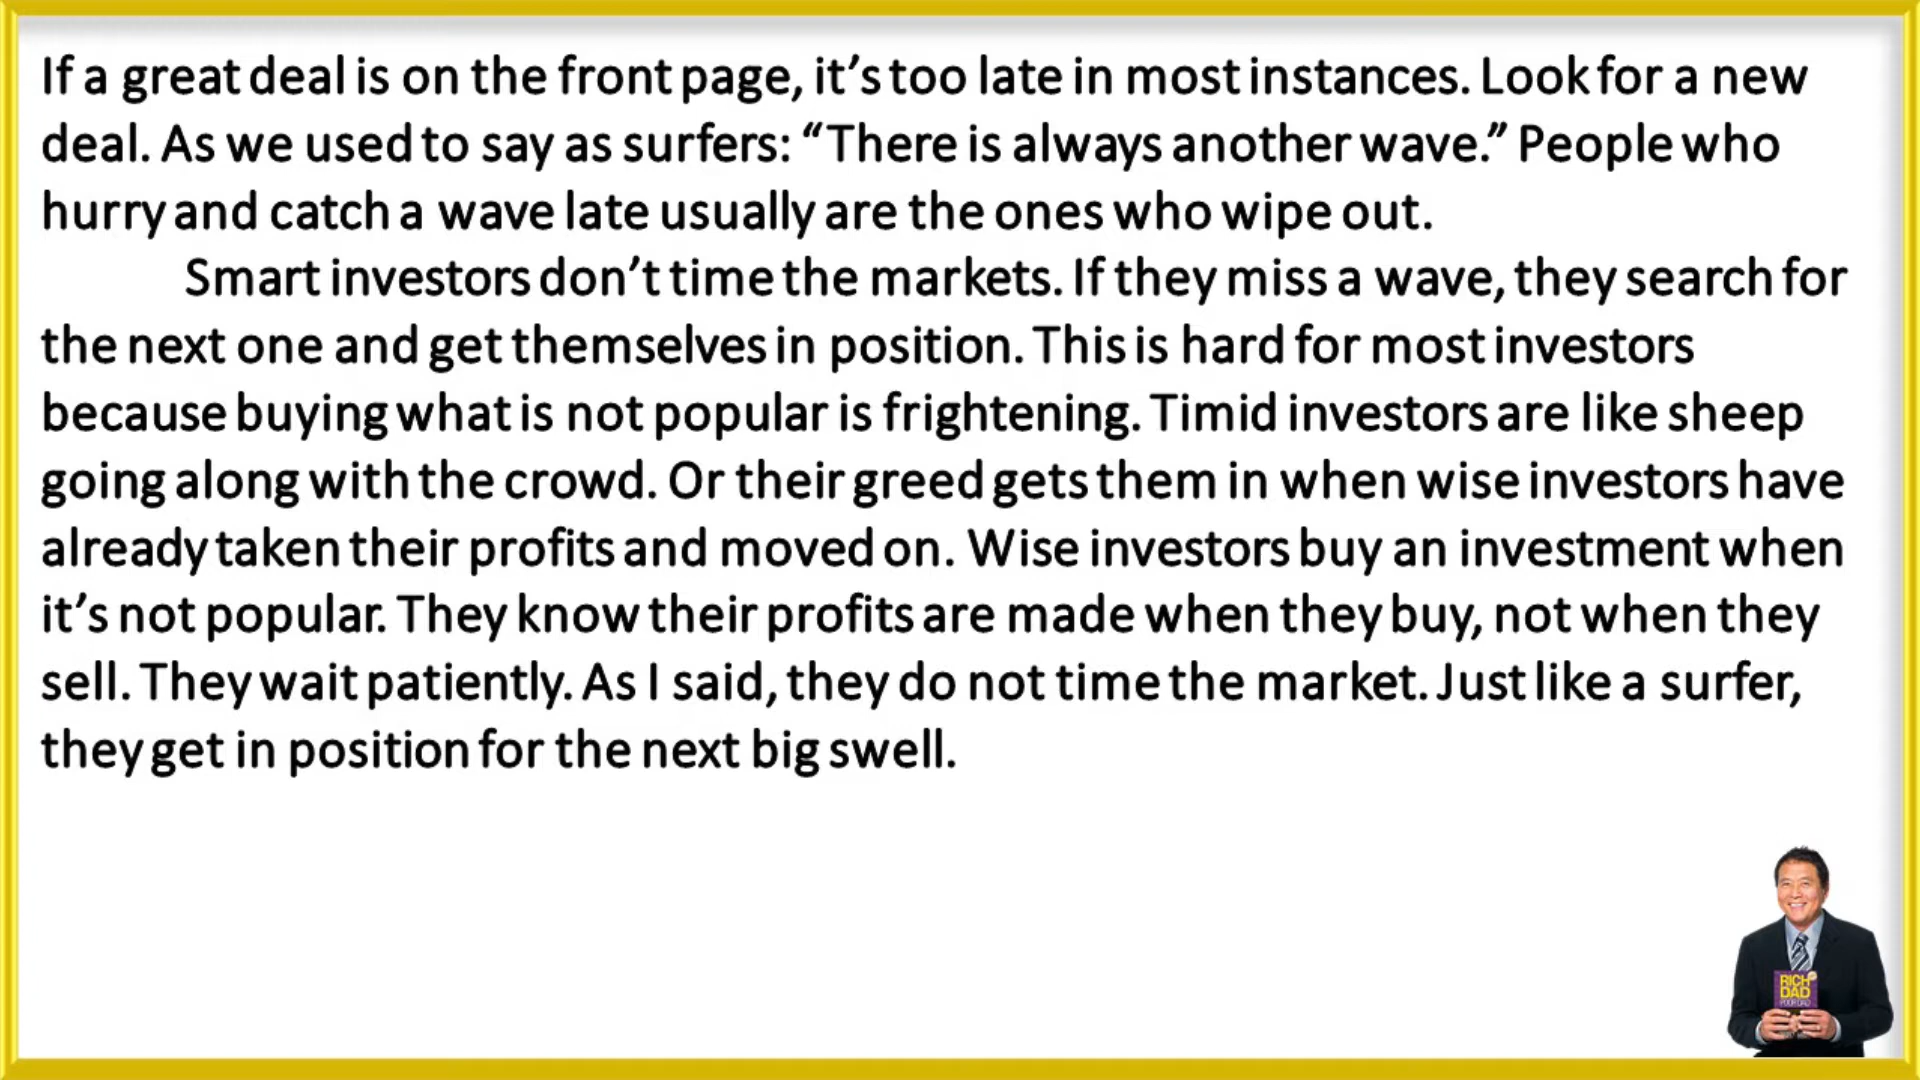 If a great deal is on the front page, it’s too late in most instances. Look for a new
deal. As we used to say as surfers: “There is always another wave.” People who
hurry and catch a wave late usually are the ones who wipe out.
Smart investors don’t time the markets. If they miss a wave, they search for
the next one and get themselves in position. This is hard for most investors
because buying what is not popular is frightening. Timid investors are like sheep
going along with the crowd. Or their greed gets them in when wise investors have
already taken their profits and moved on. Wise investors buy an investment when
it’s not popular. They know their profits are made when they buy, not when they
sell. They wait patiently. As I said, they do not time the market. Just like a surfer,
they get in position for the next big swell.
RICH
DAD
POOR DAD